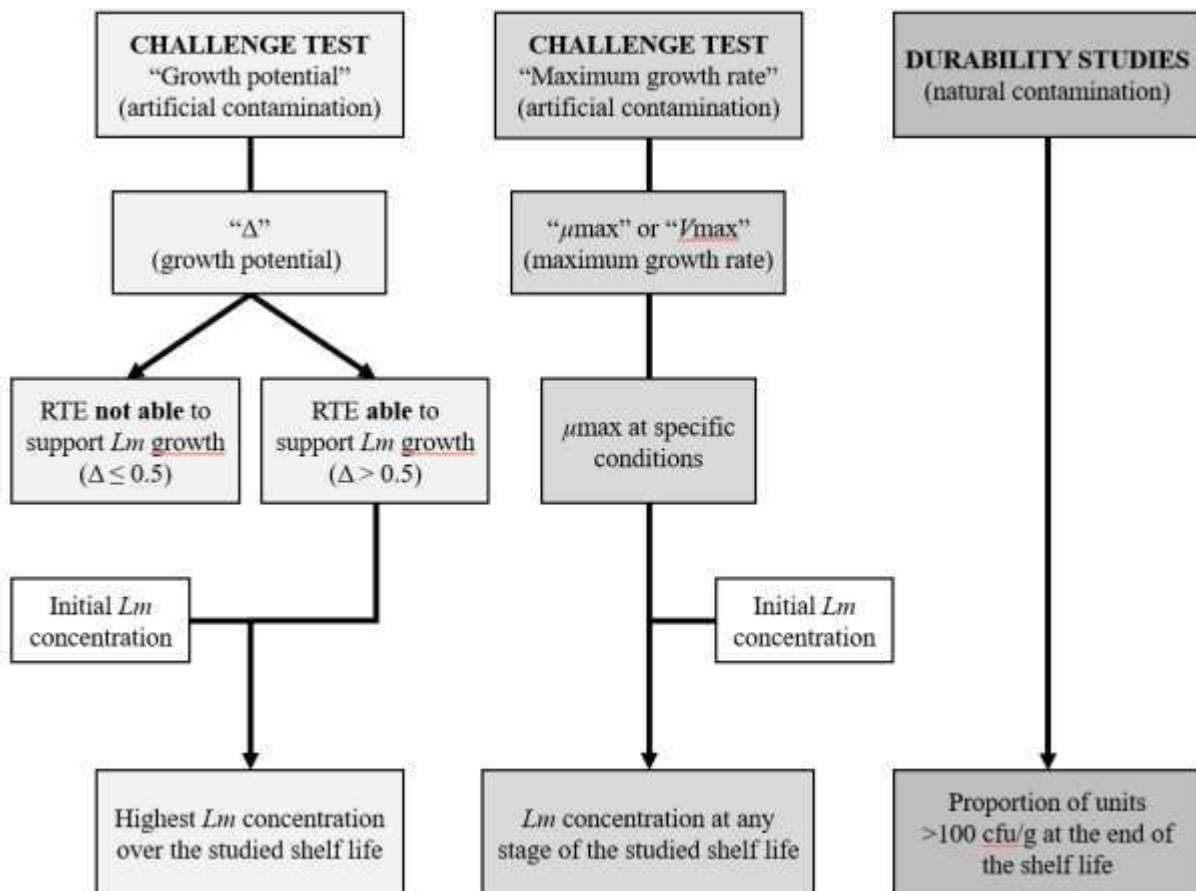 CHALLENGE TEST
“Growth potential”
(artificial contamination)
CHALLENGE TEST
“Maximum growth rate”
(artificial contamination)
DURABILITY STUDIES
(natural contamination)
“Δ”
(growth potential)
“μmax” or “Vmax”
(maximum growth rate)
RTE not able to
support Lm growth
(Δ ≤ 0.5)
RTE able to
support Lm growth
(Δ > 0.5)
μmax at specific
conditions
Initial Lm
concentration
Initial Lm
concentration
Highest Lm concentration
over the studied shelf life
Lm concentration at any
stage of the studied shelf life
Proportion of units
>100 cfu/g at the end of
the shelf life